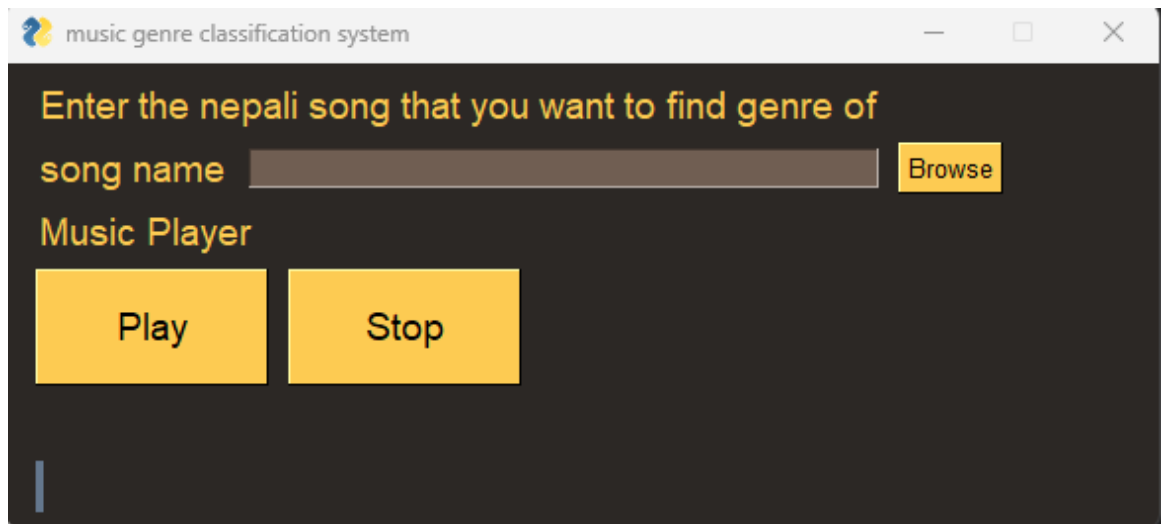 music genre classification system
Enter the nepali song that you want to find genre of
song name Browse
Music Player
Play Stop